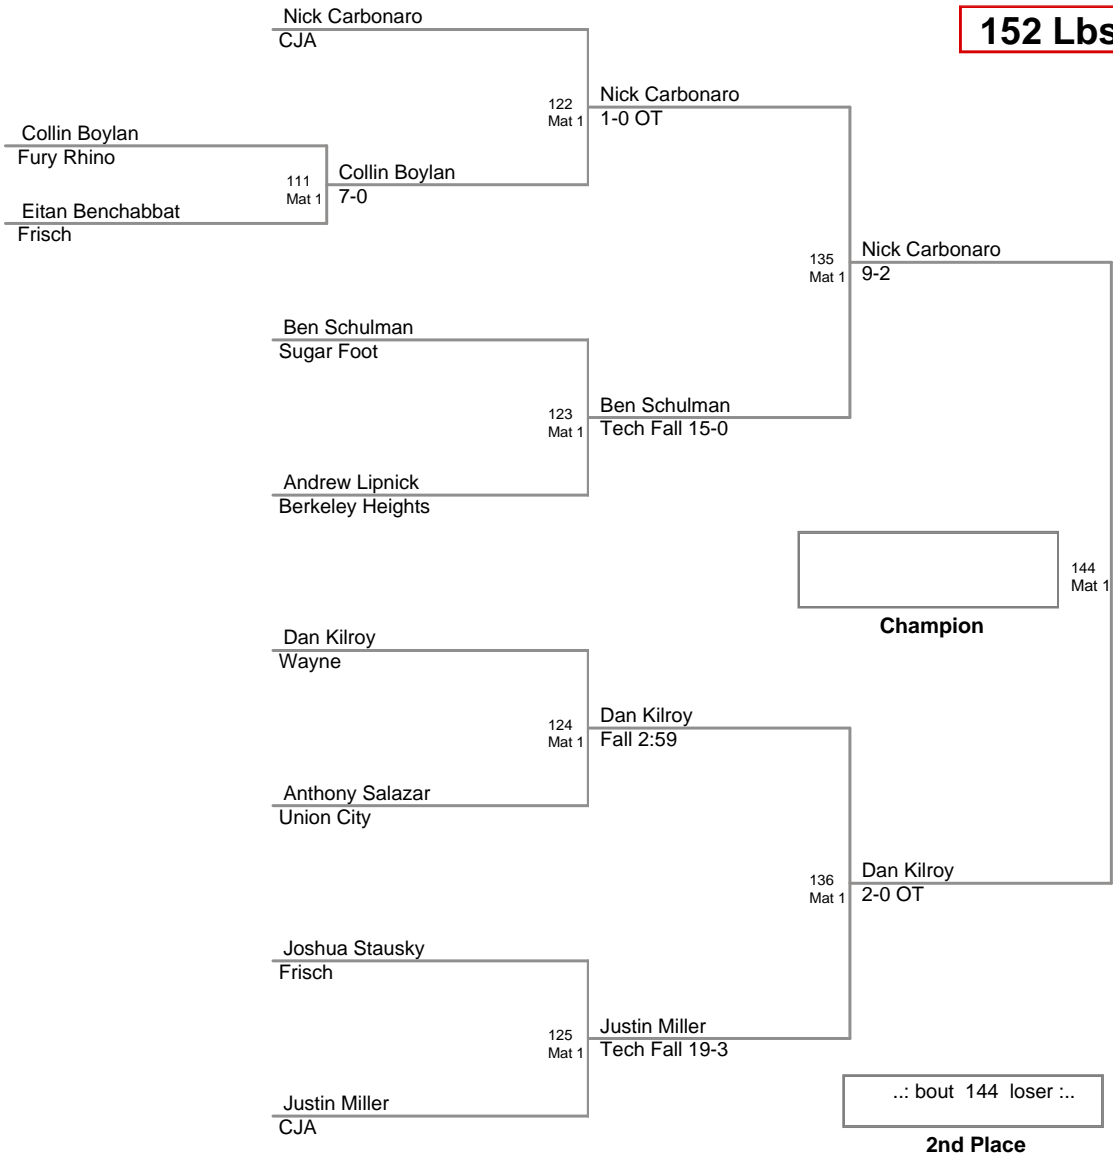 Nick Carbonaro
CJA
152 Lbs
122
Mat 1
Nick Carbonaro
1-0 OT
Collin Boylan
Fury Rhino
111
Mat 1
Collin Boylan
7-0
Eitan Benchabbat
Frisch
135
Mat 1
Nick Carbonaro
9-2
Ben Schulman
Sugar Foot
123
Mat 1
Ben Schulman
Tech Fall 15-0
Andrew Lipnick
Berkeley Heights
144
Mat 1
Champion
Dan Kilroy
Wayne
124
Mat 1
Dan Kilroy
Fall 2:59
Anthony Salazar
Union City
136
Mat 1
Dan Kilroy
2-0 OT
Joshua Stausky
Frisch
125
Mat 1
Justin Miller
Tech Fall 19-3
Justin Miller
CJA
..: bout 144 loser :..
2nd Place